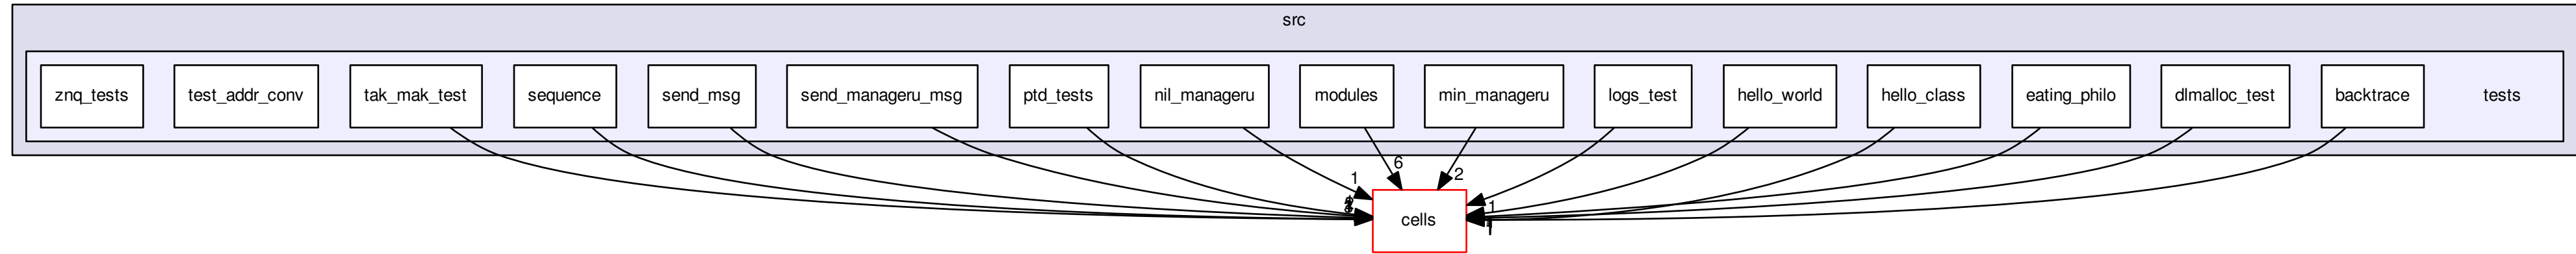 src
znq_tests
test_addr_conv
tak_mak_test
sequence
send_msg
send_manageru_msg
ptd_tests
nil_manageru
modules
min_manageru
logs_test
hello_world
hello_class
eating_philo
dlmalloc_test
backtrace
tests
6
1
2
1
cells